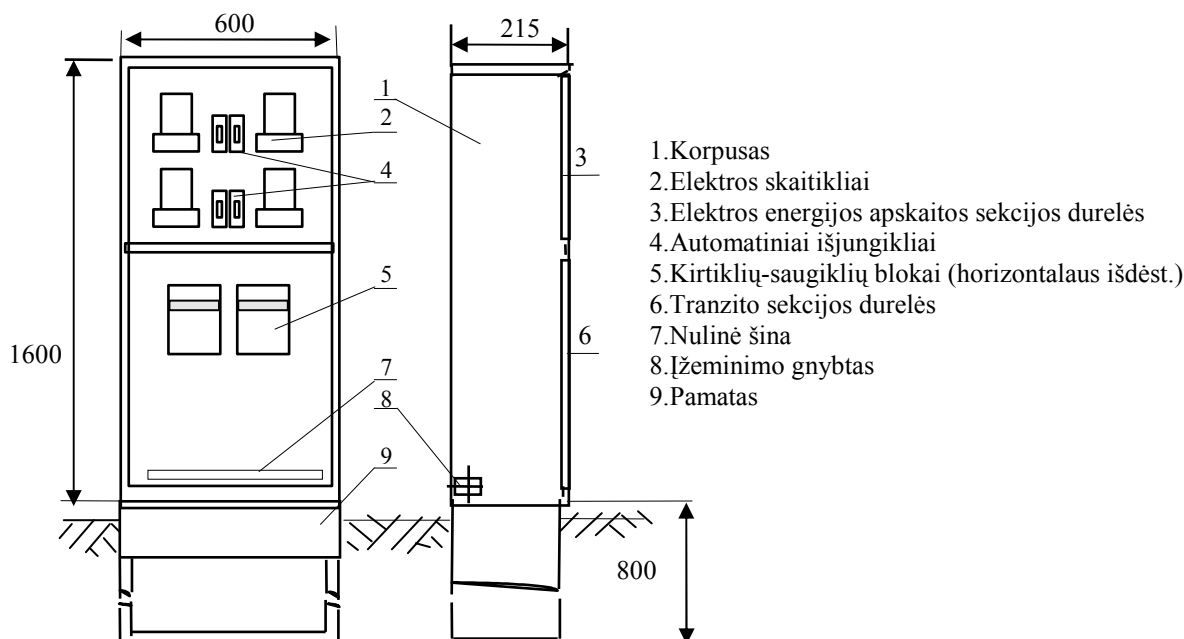 600
215
1
2
3
4
5
6
1600
7
8
9
800
1.Korpusas
2.Elektros skaitikliai
3.Elektros energijos apskaitos sekcijos durelės
4.Automatiniai išjungikliai
5.Kirtiklių-saugiklių blokai (horizontalaus išdėst.)
6.Tranzito sekcijos durelės
7.Nulinė šina
8.Įžeminimo gnybtas
9.Pamatas